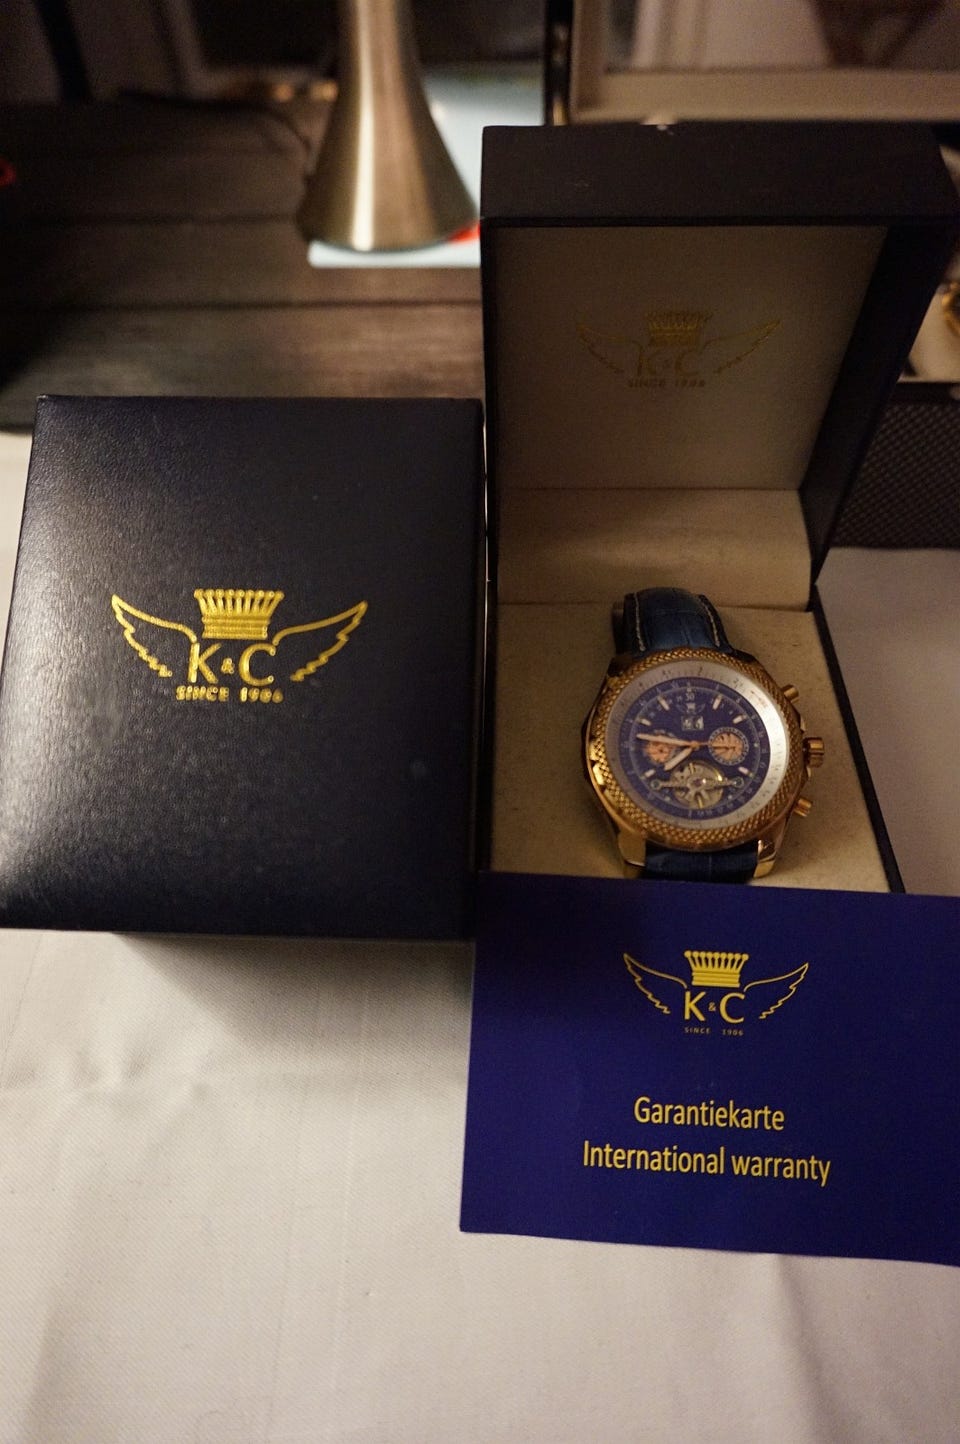 K&C
SINCE 1906
K&C
SINCE 1906
K&C
SINCE 1906
Garantiekarte
International warranty